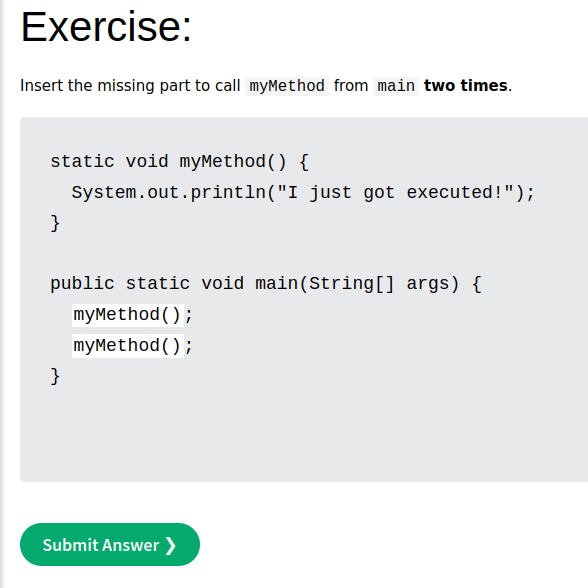 Exercise:
Insert the missing part to call myMethod from main two times.
static void myMethod() {
  System.out.println("I just got executed!");
}
public static void main(String[] args) {
  myMethod();
  myMethod();
}
Submit Answer ❯